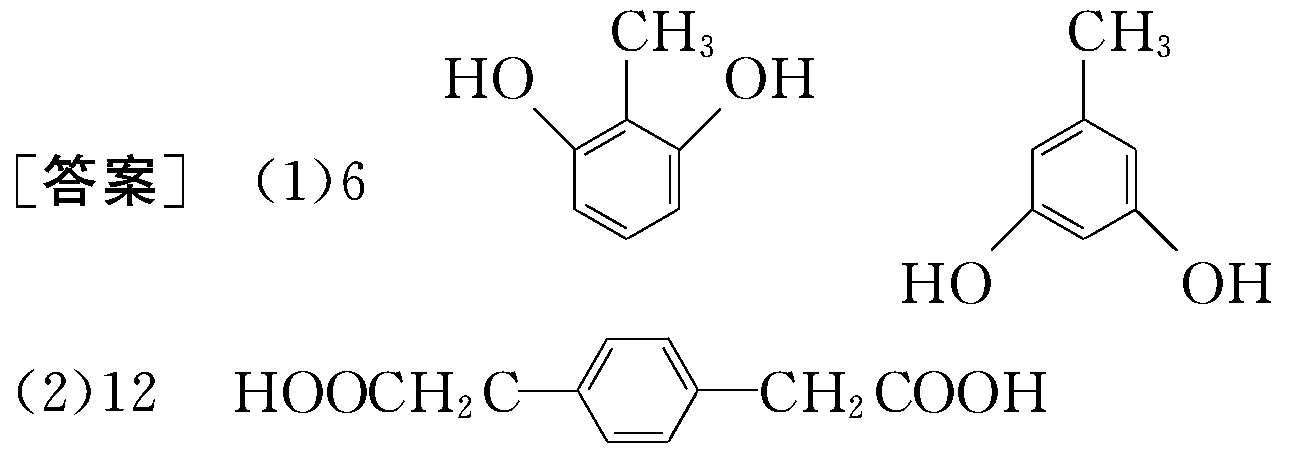 [答案] (1)6 HO CH₃ OH CH₃ HO OH
(2)12 HOOCH₂C CH₂COOH